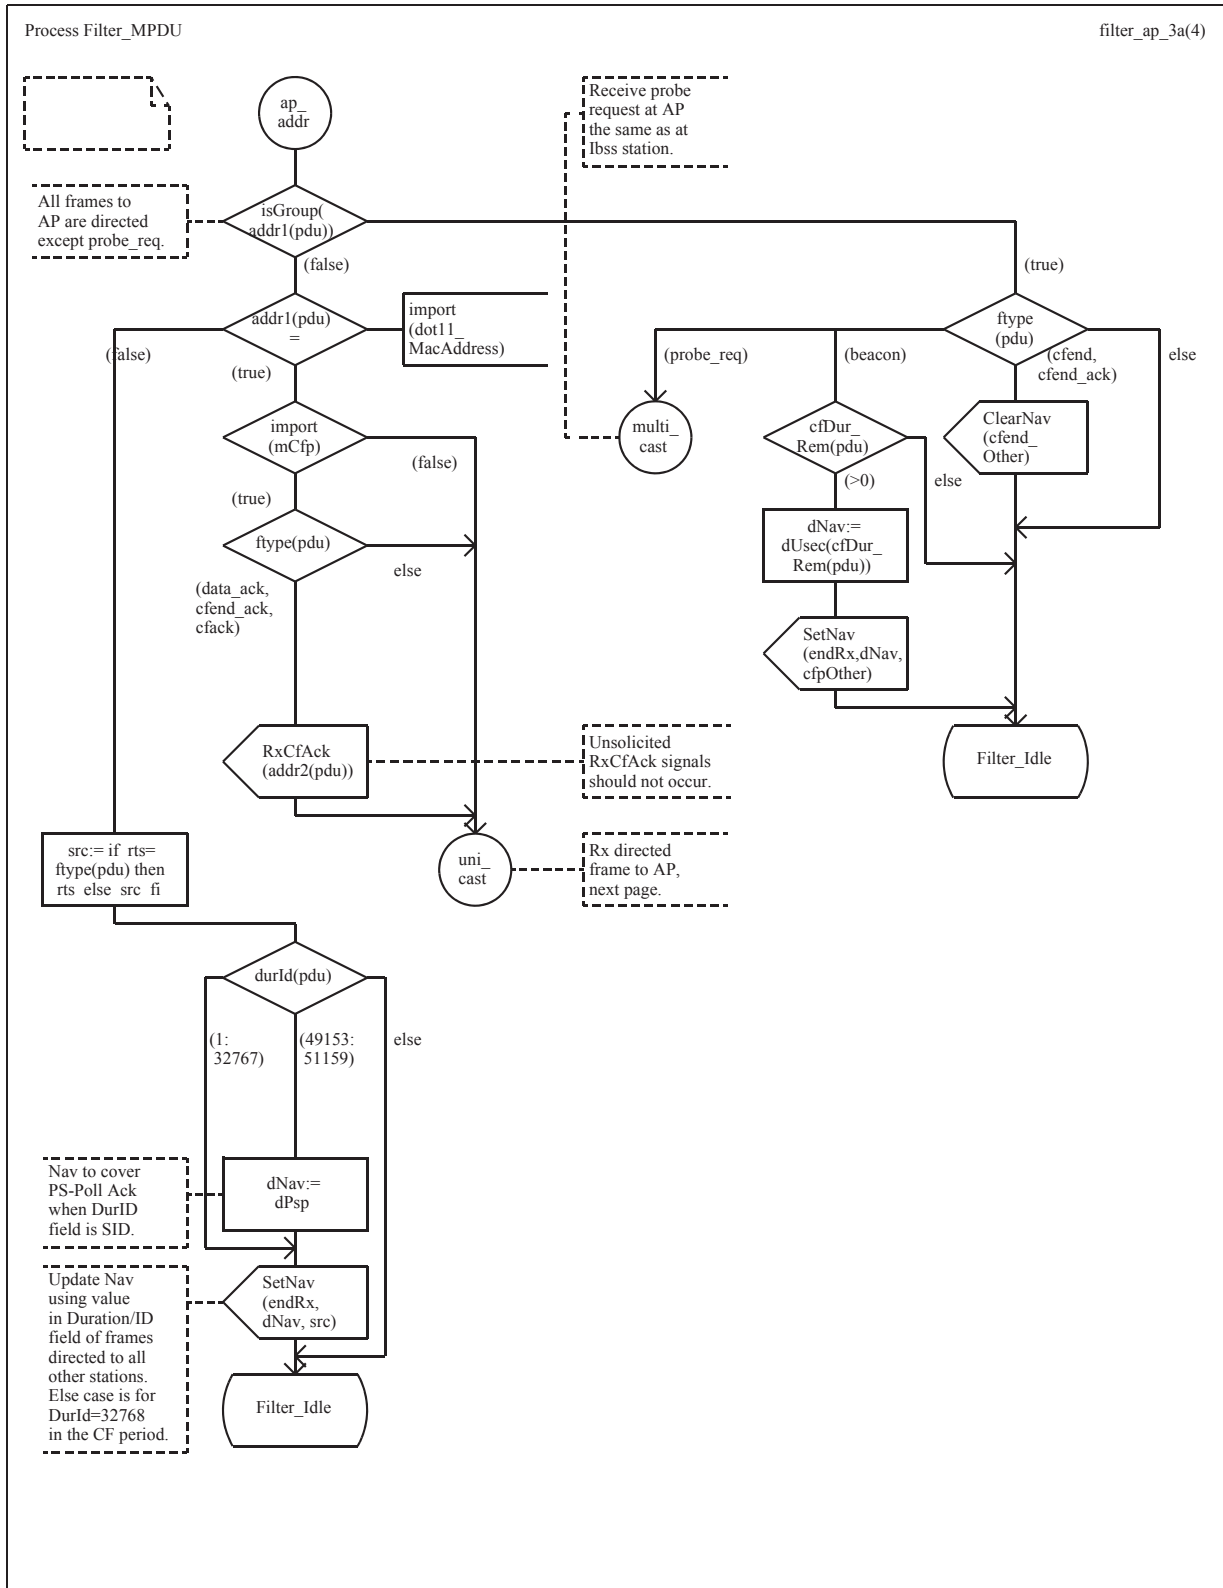 Process Filter_MPDU
filter_ap_3a(4)
ap_
addr
Receive probe
request at AP
the same as at
Ibss station.
All frames to
AP are directed
except probe_req.
isGroup(
addr1(pdu))
(false)
(true)
addr1(pdu)
=
import
(dot11_
MacAddress)
ftype
(pdu)
(false)
(true)
(probe_req)
(beacon)
(cfend,
cfend_ack)
else
import
(mCfp)
(false)
(true)
multi_
cast
cfDur_
Rem(pdu)
(>0)
else
ClearNav
(cfend_
Other)
ftype(pdu)
else
(data_ack,
cfend_ack,
cfack)
dNav:=
dUsec(cfDur_
Rem(pdu))
SetNav
(endRx,dNav,
cfpOther)
RxCfAck
(addr2(pdu))
Unsolicited
RxCfAck signals
should not occur.
Filter_Idle
src:= if rts=
ftype(pdu) then
rts else src fi
uni_
cast
Rx directed
frame to AP,
next page.
durId(pdu)
(1:
32767)
(49153:
51159)
else
Nav to cover
PS-Poll Ack
when DurID
field is SID.
dNav:=
dPsp
Update Nav
using value
in Duration/ID
field of frames
directed to all
other stations.
Else case is for
DurId=32768
in the CF period.
SetNav
(endRx,
dNav, src)
Filter_Idle